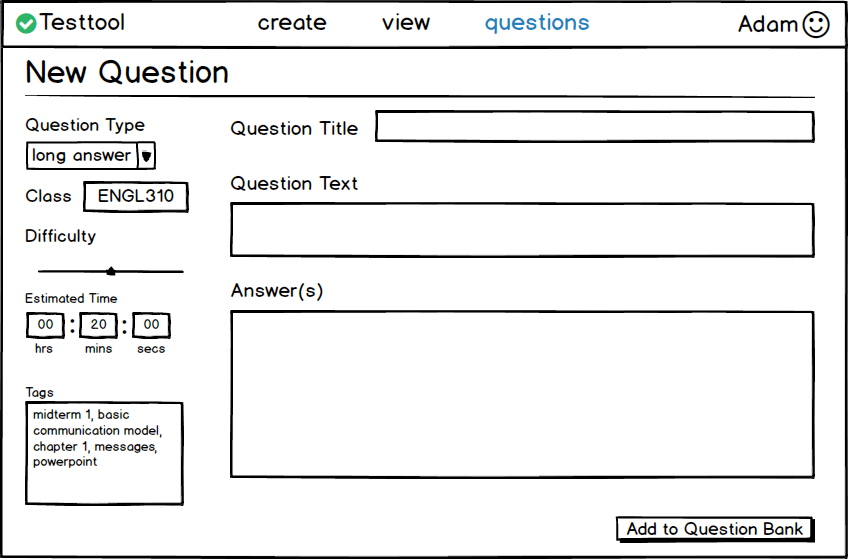 Testtool create view questions Adam
New Question
Question Type
long answer
Class ENGL310
Difficulty
Estimated Time
00 : 20 : 00
hrs mins secs
Tags
midterm 1, basic
communication model,
chapter 1, messages,
powerpoint
Question Title
Question Text
Answer(s)
Add to Question Bank